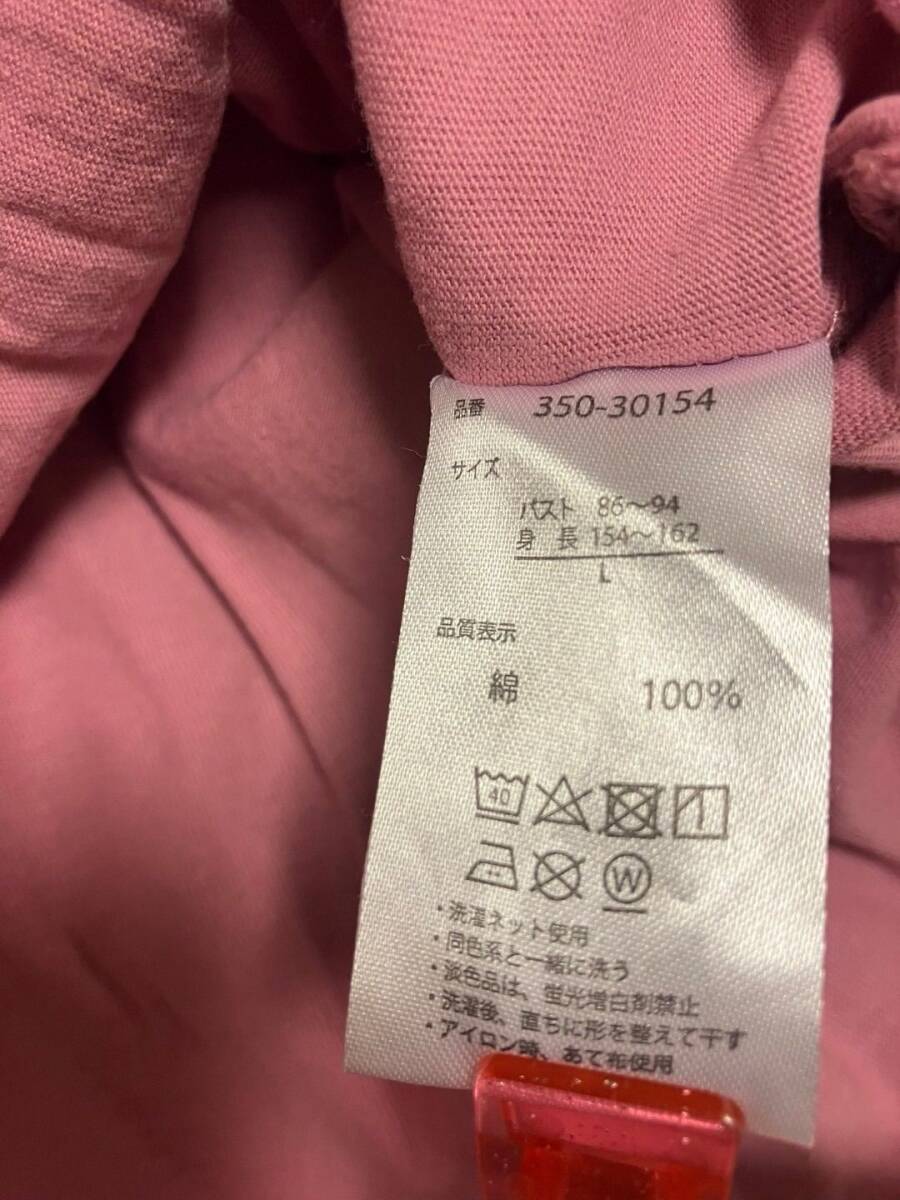 品番 350-30154
サイズ
バスト 86～94
身長 154～162
L
品質表示
綿 100%
40
W
・洗濯ネット使用
・同色系と一緒に洗う
・淡色品は、蛍光増白剤禁止
・洗濯後、直ちに形を整えて干す
・アイロン時、あて布使用